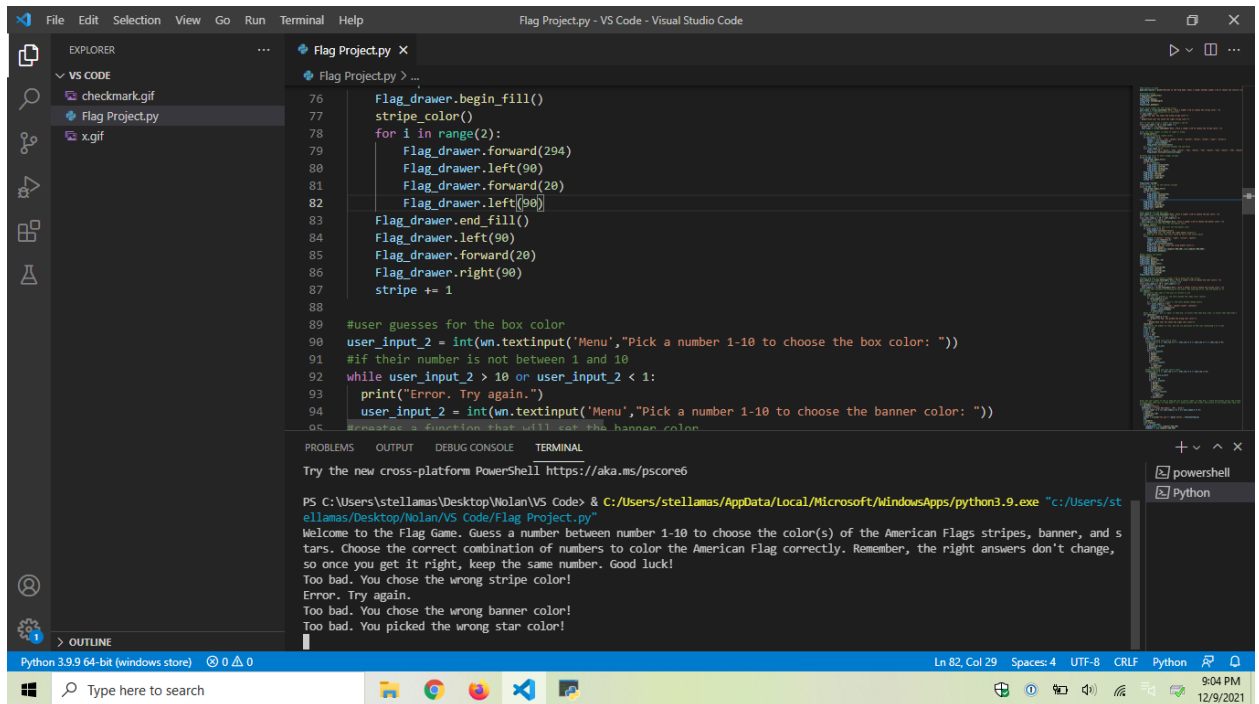 File Edit Selection View Go Run Terminal Help
Flag Project.py - VS Code - Visual Studio Code
EXPLORER
Flag Project.py
VS CODE
checkmark.gif
Flag Project.py
x.gif
Flag Project.py > ...
76 Flag_drawer.begin_fill()
77 stripe_color()
78 for i in range(2):
79 Flag_drawer.forward(294)
80 Flag_drawer.left(90)
81 Flag_drawer.forward(20)
82 Flag_drawer.left(90)
83 Flag_drawer.end_fill()
84 Flag_drawer.left(90)
85 Flag_drawer.forward(20)
86 Flag_drawer.right(90)
87 stripe += 1
88
89 #user guesses for the box color
90 user_input_2 = int(wn.textinput('Menu',"Pick a number 1-10 to choose the box color: "))
91 #if their number is not between 1 and 10
92 while user_input_2 > 10 or user_input_2 < 1:
93 print("Error. Try again.")
94 user_input_2 = int(wn.textinput('Menu',"Pick a number 1-10 to choose the banner color: "))
95 #creates a function that will set the banner color
PROBLEMS OUTPUT DEBUG CONSOLE TERMINAL
Try the new cross-platform PowerShell https://aka.ms/pscore6
PS C:\Users\stellamas\Desktop\Nolan\VS Code> & C:/Users/stellamas/AppData/Local/Microsoft/WindowsApps/python3.9.exe "c:/Users/st
ellamas/Desktop/Nolan/VS Code/Flag Project.py"
Welcome to the Flag Game. Guess a number between number 1-10 to choose the color(s) of the American Flags stripes, banner, and s
tars. Choose the correct combination of numbers to color the American Flag correctly. Remember, the right answers don't change,
so once you get it right, keep the same number. Good luck!
Too bad. You chose the wrong stripe color!
Error. Try again.
Too bad. You chose the wrong banner color!
Too bad. You picked the wrong star color!
powershell
Python
1
OUTLINE
Python 3.9.9 64-bit (windows store) 0 0
Ln 82, Col 29 Spaces: 4 UTF-8 CRLF Python
Type here to search
9:04 PM
12/9/2021